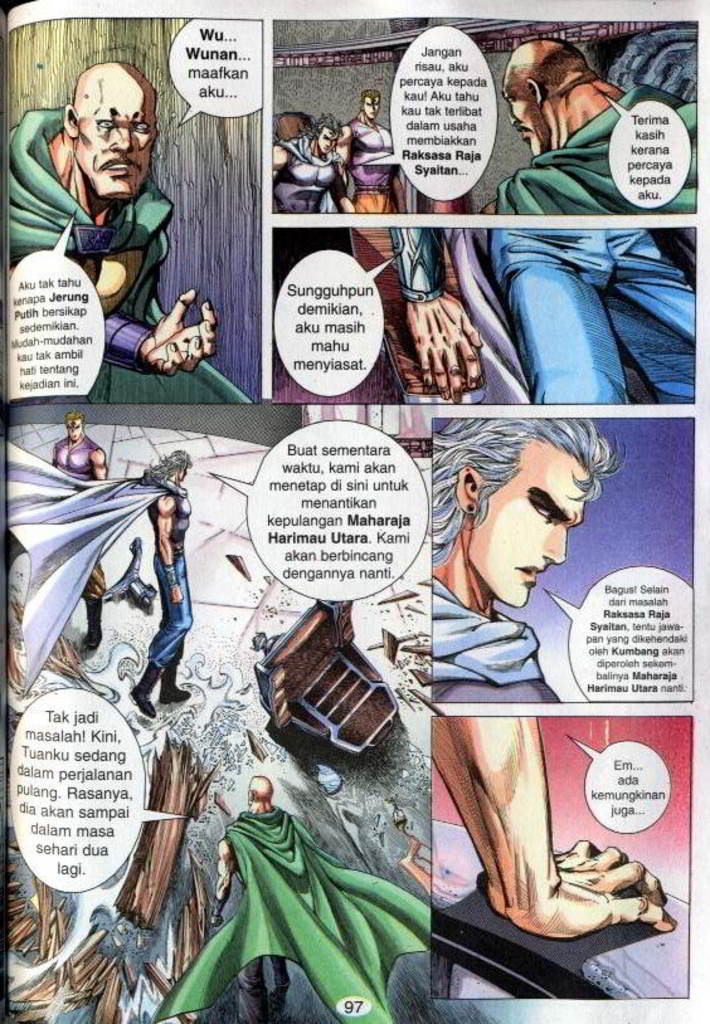 Wu...
Wunan...
maafkan
aku...
Aku tak tahu
kenapa Jerung
Putih bersikap
sedemikian.
Mudah-mudahan
kau tak ambil
hati tentang
kejadian ini.
Jangan
risau, aku
percaya kepada
kau! Aku tahu
kau tak terlibat
dalam usaha
membiakkan
Raksasa Raja
Syaitan...
Terima
kasih
kerana
percaya
kepada
aku.
Sungguhpun
demikian,
aku masih
mahu
menyiasat.
Buat sementara
waktu, kami akan
menetap di sini untuk
menantikan
kepulangan Maharaja
Harimau Utara. Kami
akan berbincang
dengannya nanti.
Bagus! Selain
dari masalah
Raksasa Raja
Syaitan, tentu jawa-
pan yang dikehendaki
oleh Kumbang akan
diperoleh sekem-
balinya Maharaja
Harimau Utara nanti.
Tak jadi
masalah! Kini,
Tuanku sedang
dalam perjalanan
pulang. Rasanya,
dia akan sampai
dalam masa
sehari dua
lagi.
Em...
ada
kemungkinan
juga...
97